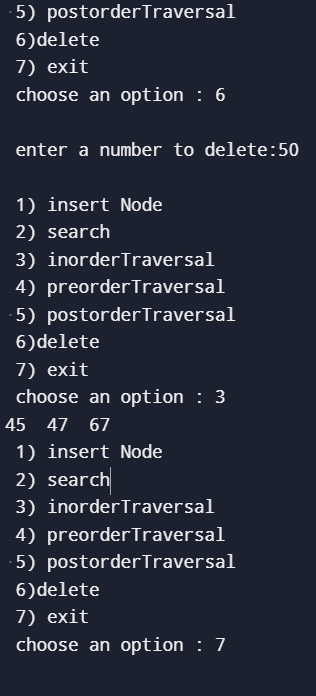 5) postorderTraversal
6)delete
7) exit
choose an option : 6
enter a number to delete:50
1) insert Node
2) search
3) inorderTraversal
4) preorderTraversal
5) postorderTraversal
6)delete
7) exit
choose an option : 3
45  47  67
1) insert Node
2) search
3) inorderTraversal
4) preorderTraversal
5) postorderTraversal
6)delete
7) exit
choose an option : 7